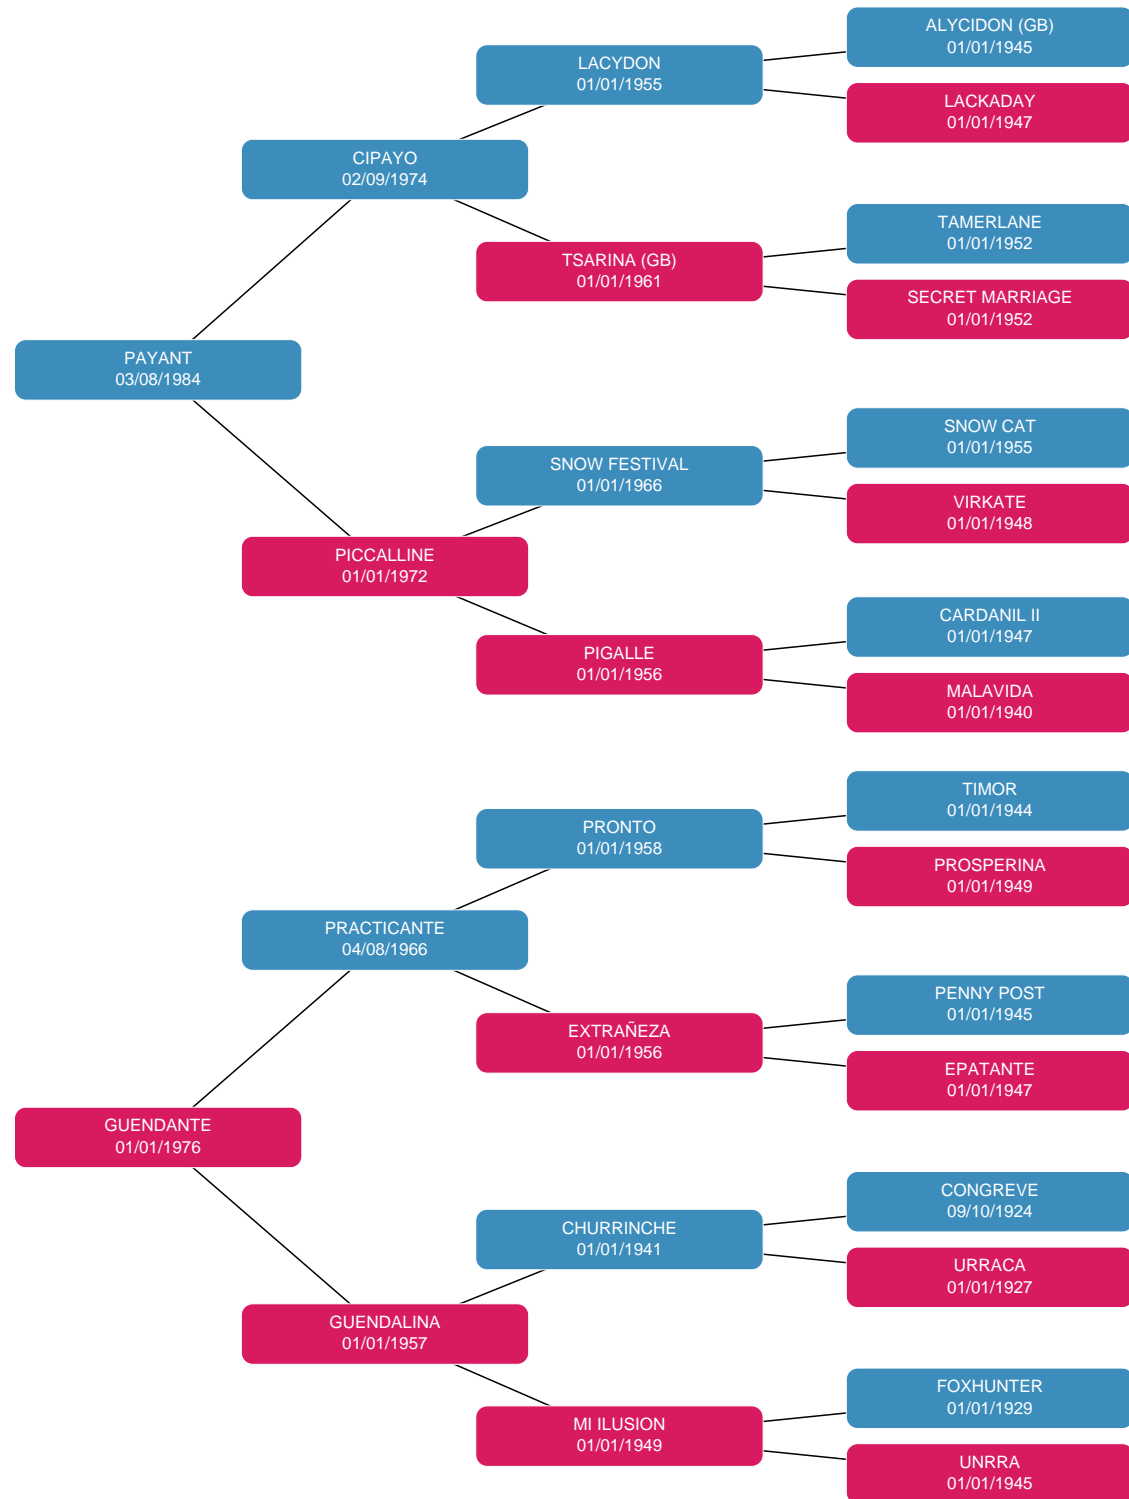 ALYCIDON (GB)
01/01/1945
LACYDON
01/01/1955
LACKADAY
01/01/1947
CIPAYO
02/09/1974
TAMERLANE
01/01/1952
TSARINA (GB)
01/01/1961
SECRET MARRIAGE
01/01/1952
PAYANT
03/08/1984
SNOW CAT
01/01/1955
SNOW FESTIVAL
01/01/1966
VIRKATE
01/01/1948
PICCALLINE
01/01/1972
CARDANIL II
01/01/1947
PIGALLE
01/01/1956
MALAVIDA
01/01/1940
TIMOR
01/01/1944
PRONTO
01/01/1958
PROSPERINA
01/01/1949
PRACTICANTE
04/08/1966
PENNY POST
01/01/1945
EXTRAÑEZA
01/01/1956
EPATANTE
01/01/1947
GUENDANTE
01/01/1976
CONGREVE
09/10/1924
CHURRINCHE
01/01/1941
URRACA
01/01/1927
GUENDALINA
01/01/1957
FOXHUNTER
01/01/1929
MI ILUSION
01/01/1949
UNRRA
01/01/1945